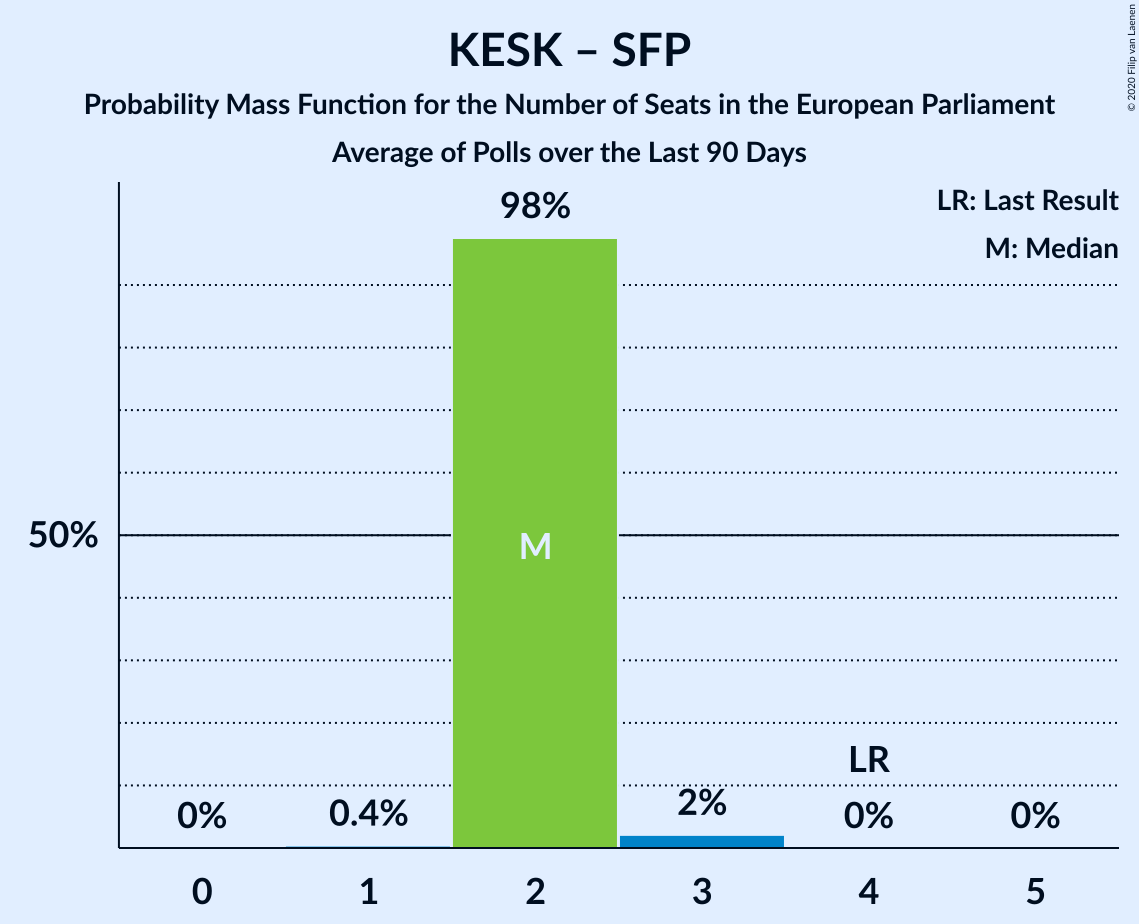 KESK – SFP
Probability Mass Function for the Number of Seats in the European Parliament
Average of Polls over the Last 90 Days
© 2020 Filip van Laenen
LR: Last Result
M: Median
98%
50%
M
LR
0%
0.4%
2%
0%
0%
0
1
2
3
4
5